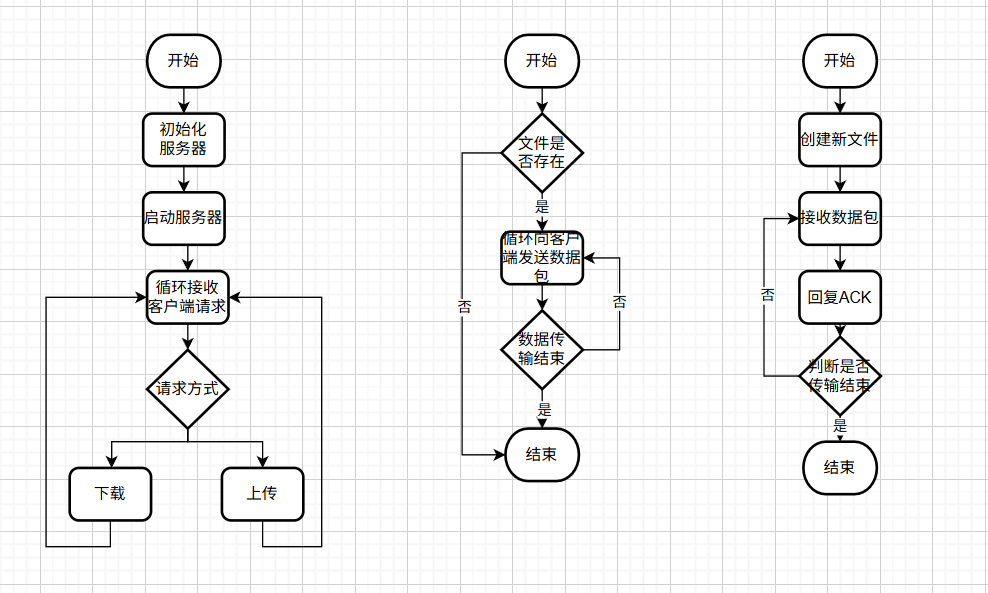 开始
初始化
服务器
启动服务器
循环接收
客户端请求
请求方式
下载
上传
开始
文件是
否存在
是
循环向客户
端发送数据
包
否
否
数据传
输结束
是
结束
开始
创建新文件
接收数据包
否
回复ACK
判断是否
传输结束
是
结束